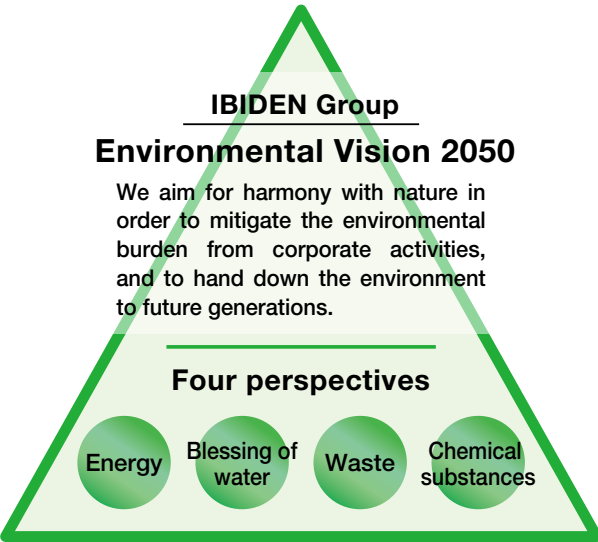 IBIDEN Group
Environmental Vision 2050
We aim for harmony with nature in
order to mitigate the environmental
burden from corporate activities,
and to hand down the environment
to future generations.
Four perspectives
Energy
Blessing of
water
Waste
Chemical
substances